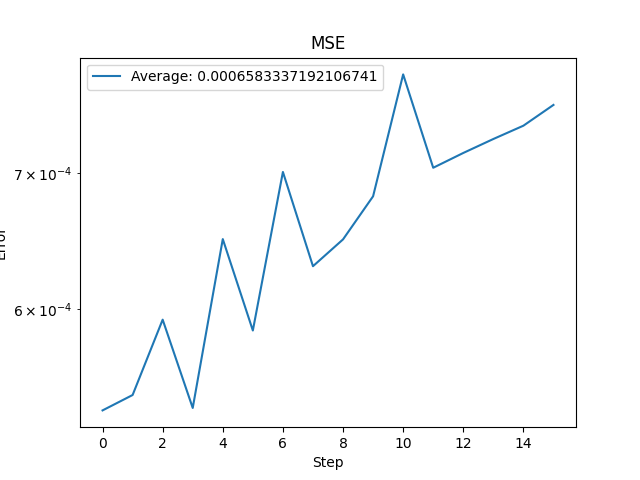 MSE
Average: 0.0006583337192106741
7 × 10⁻⁴
6 × 10⁻⁴
Error
0 2 4 6 8 10 12 14
Step